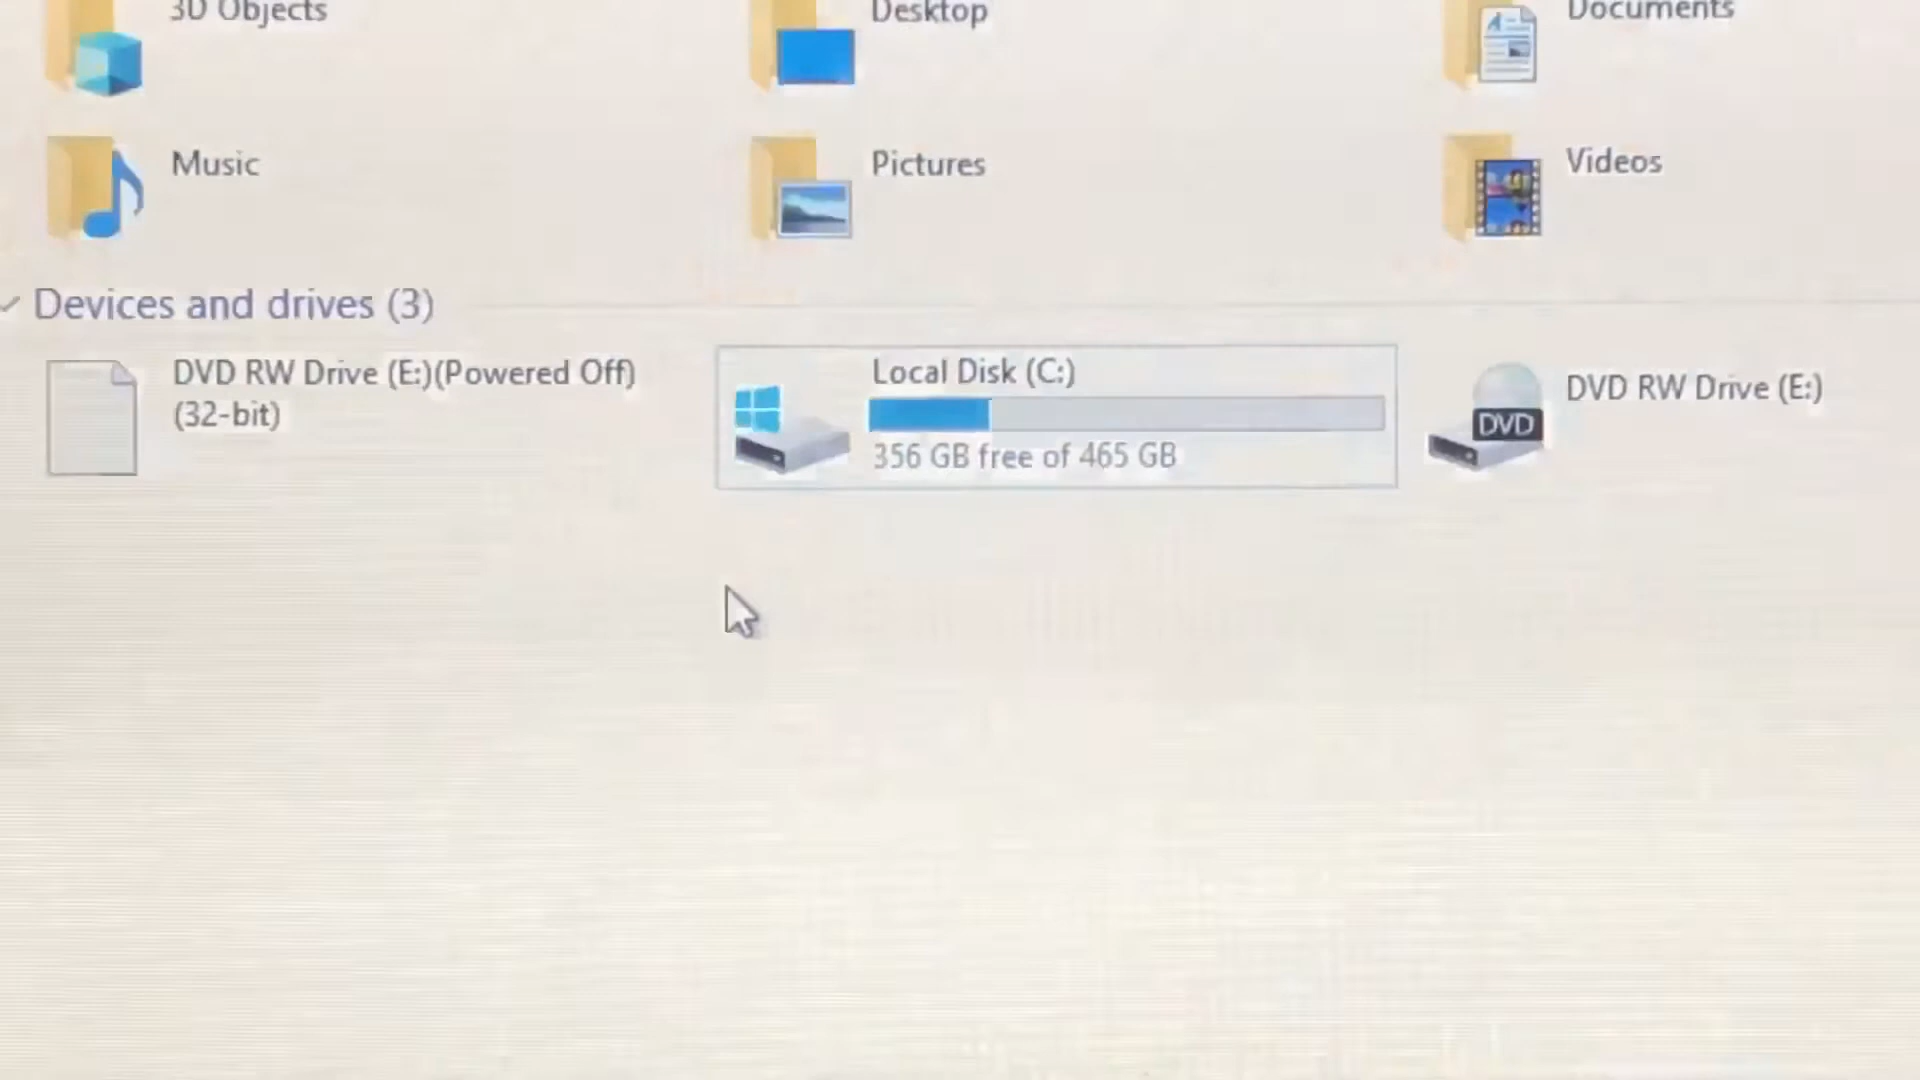 3D Objects
Desktop
Documents
Music
Pictures
Videos
Devices and drives (3)
DVD RW Drive (E:)(Powered Off)
(32-bit)
Local Disk (C:)
356 GB free of 465 GB
DVD RW Drive (E:)
DVD